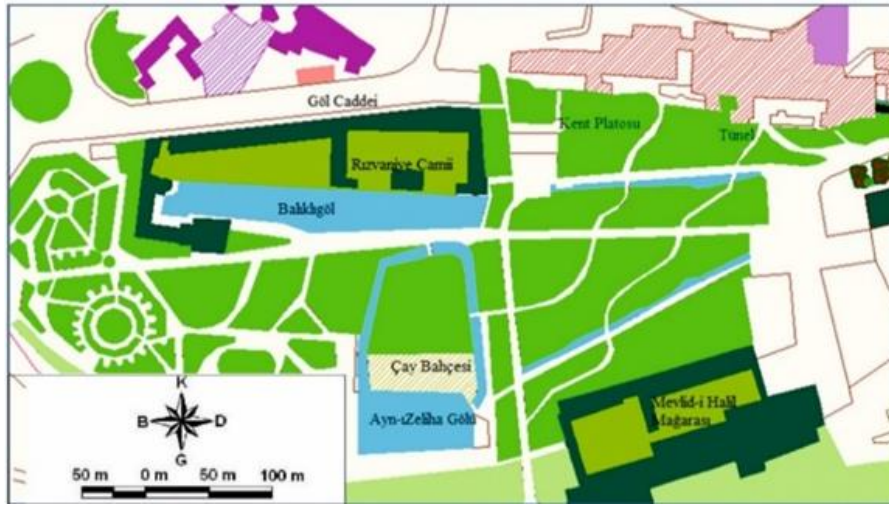 Göl Caddei
Kent Platosu
Tünel
Rızvaniye Camii
Balıklıgöl
Çay Bahçesi
Ayn-ıZeliha Gölü
Mevlid-i Halil
Mağarası
K
B D
G
50 m 0 m 50 m 100 m